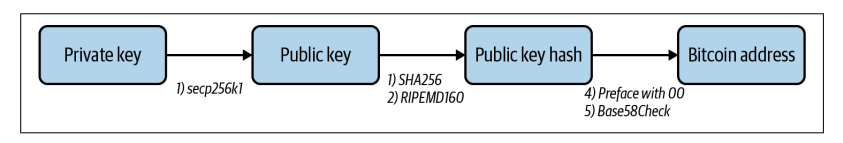 Private key
Public key
Public key hash
Bitcoin address
1) secp256k1
1) SHA256
2) RIPEMD160
4) Preface with 00
5) Base58Check